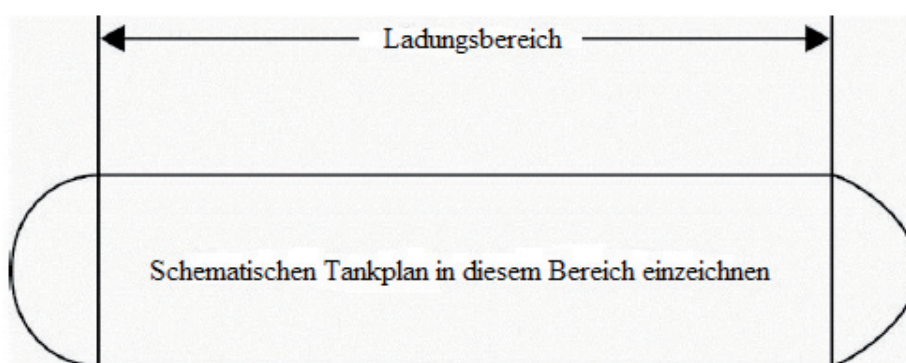 Ladungsbereich
Schematischen Tankplan in diesem Bereich einzeichnen